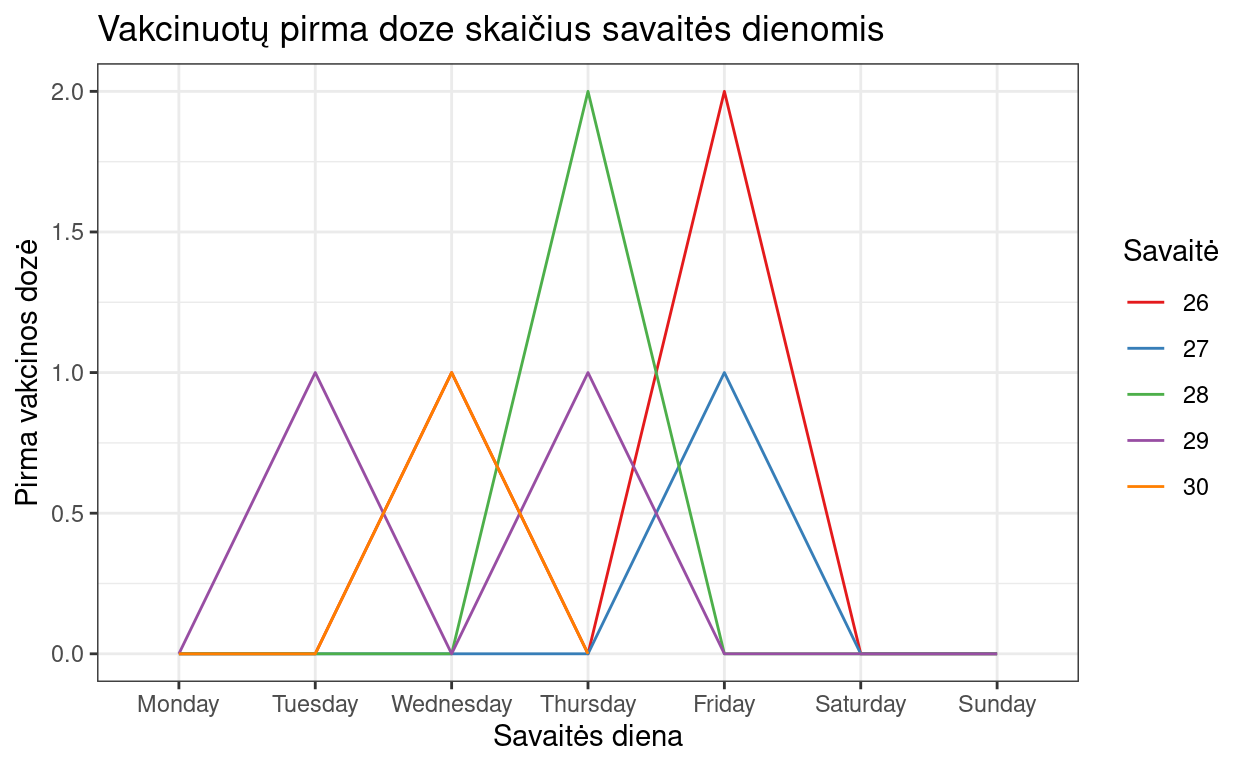 Vakcinuotų pirma doze skaičius savaitės dienomis
2.0
1.5
1.0
0.5
0.0
Pirma vakcinos dozė
Monday Tuesday Wednesday Thursday Friday Saturday Sunday
Savaitės diena
Savaitė
26
27
28
29
30